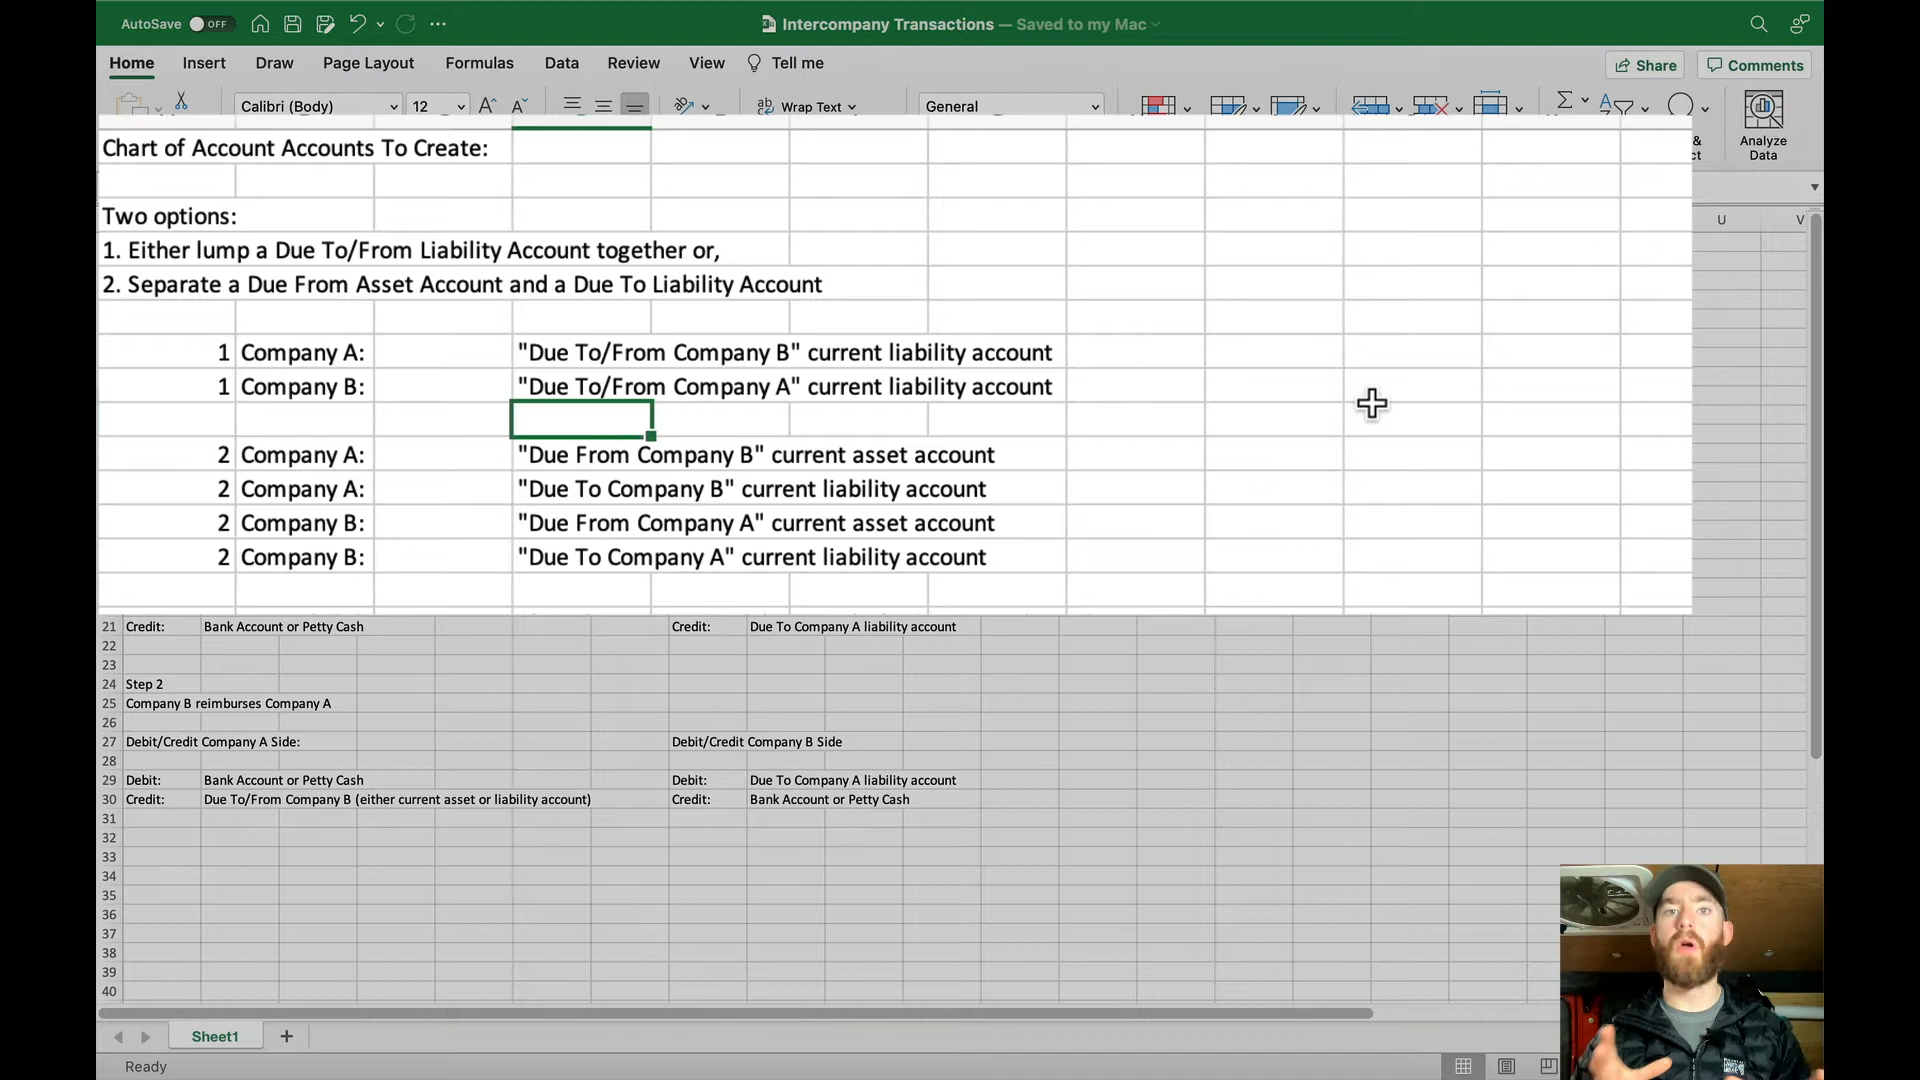 AutoSave OFF
Intercompany Transactions — Saved to my Mac
Home Insert Draw Page Layout Formulas Data Review View Tell me
Share Comments
Calibri (Body) 12 Wrap Text General
Analyze
Data
Chart of Account Accounts To Create:
Two options:
1. Either lump a Due To/From Liability Account together or,
2. Separate a Due From Asset Account and a Due To Liability Account
1 Company A: "Due To/From Company B" current liability account
1 Company B: "Due To/From Company A" current liability account
2 Company A: "Due From Company B" current asset account
2 Company A: "Due To Company B" current liability account
2 Company B: "Due From Company A" current asset account
2 Company B: "Due To Company A" current liability account
U V
21 Credit: Bank Account or Petty Cash Credit: Due To Company A liability account
22
23
24 Step 2
25 Company B reimburses Company A
26
27 Debit/Credit Company A Side: Debit/Credit Company B Side
28
29 Debit: Bank Account or Petty Cash Debit: Due To Company A liability account
30 Credit: Due To/From Company B (either current asset or liability account) Credit: Bank Account or Petty Cash
31
32
33
34
35
36
37
38
39
40
Sheet1
Ready